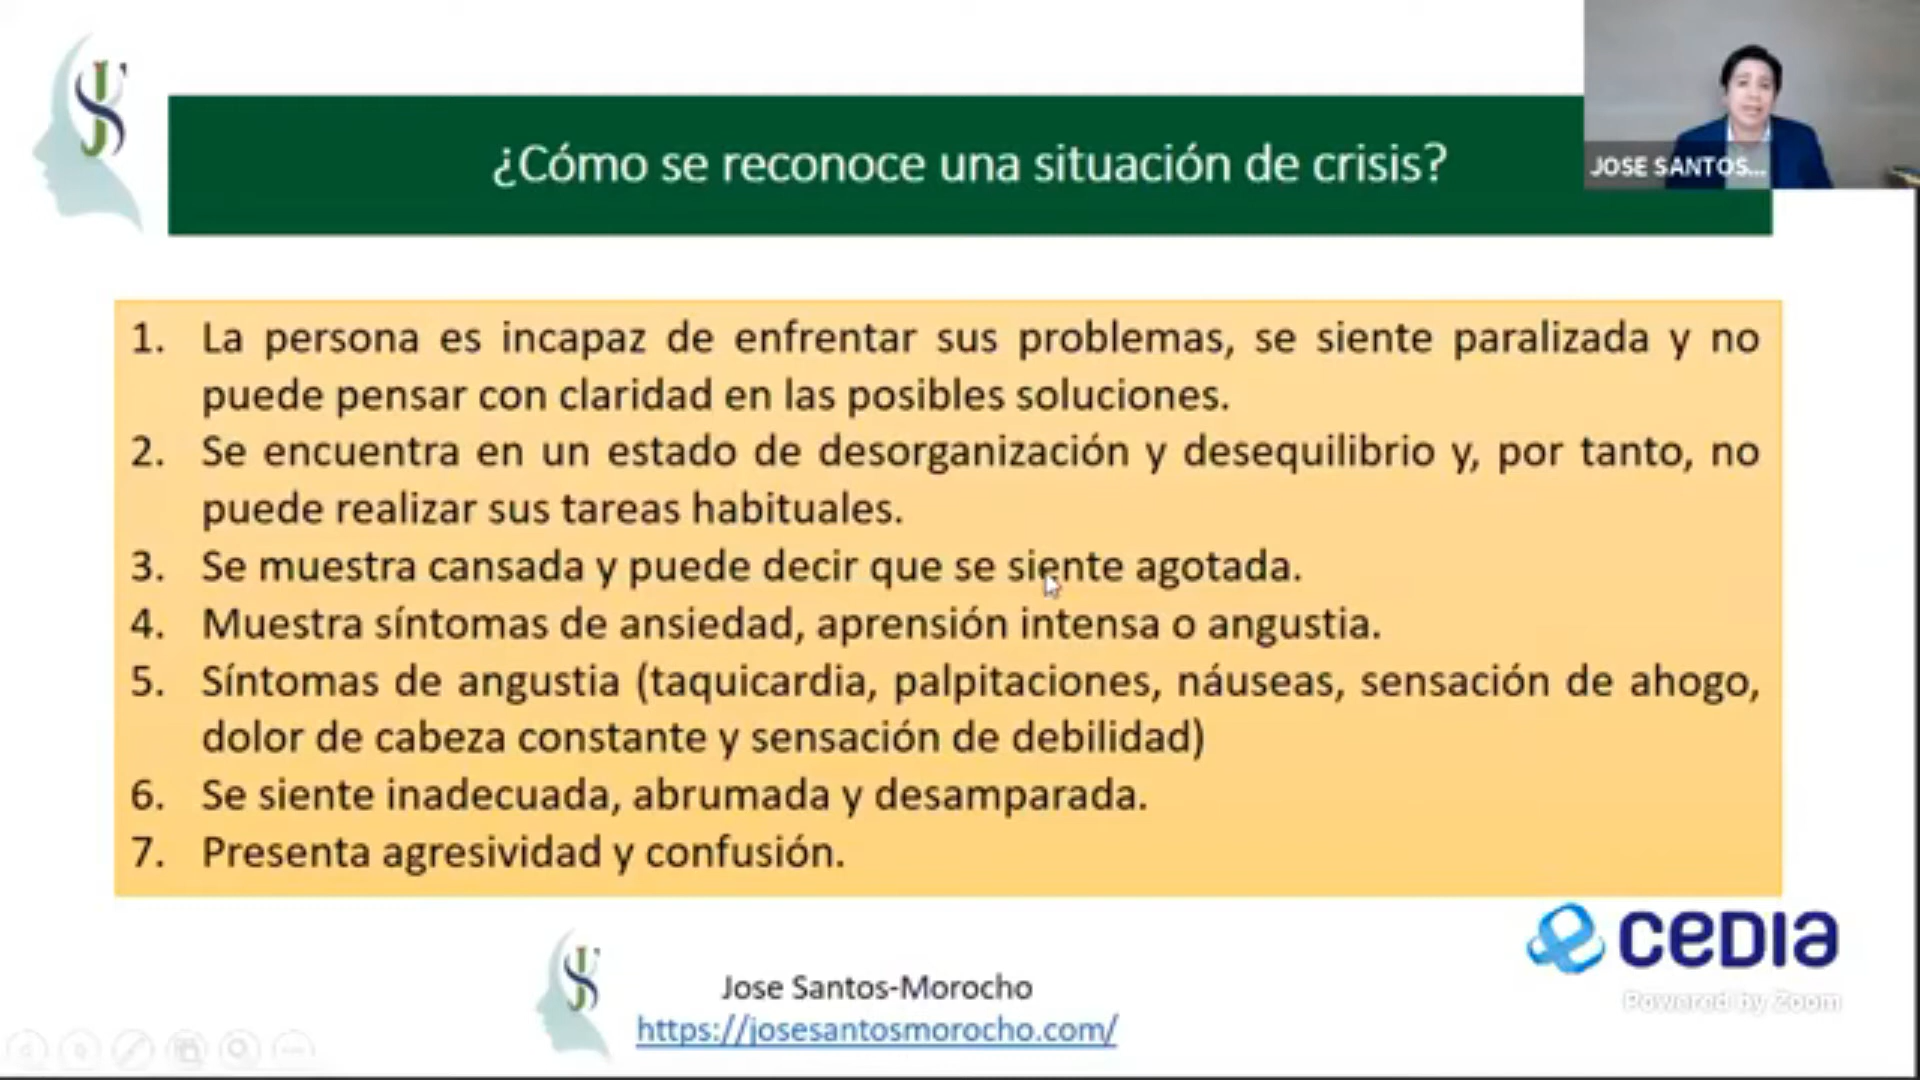 ¿Cómo se reconoce una situación de crisis?
JOSE SANTOS...
1. La persona es incapaz de enfrentar sus problemas, se siente paralizada y no
puede pensar con claridad en las posibles soluciones.
2. Se encuentra en un estado de desorganización y desequilibrio y, por tanto, no
puede realizar sus tareas habituales.
3. Se muestra cansada y puede decir que se siente agotada.
4. Muestra síntomas de ansiedad, aprensión intensa o angustia.
5. Síntomas de angustia (taquicardia, palpitaciones, náuseas, sensación de ahogo,
dolor de cabeza constante y sensación de debilidad)
6. Se siente inadecuada, abrumada y desamparada.
7. Presenta agresividad y confusión.
CEDIA
Powered by Zoom
Jose Santos-Morocho
https://josesantosmorocho.com/